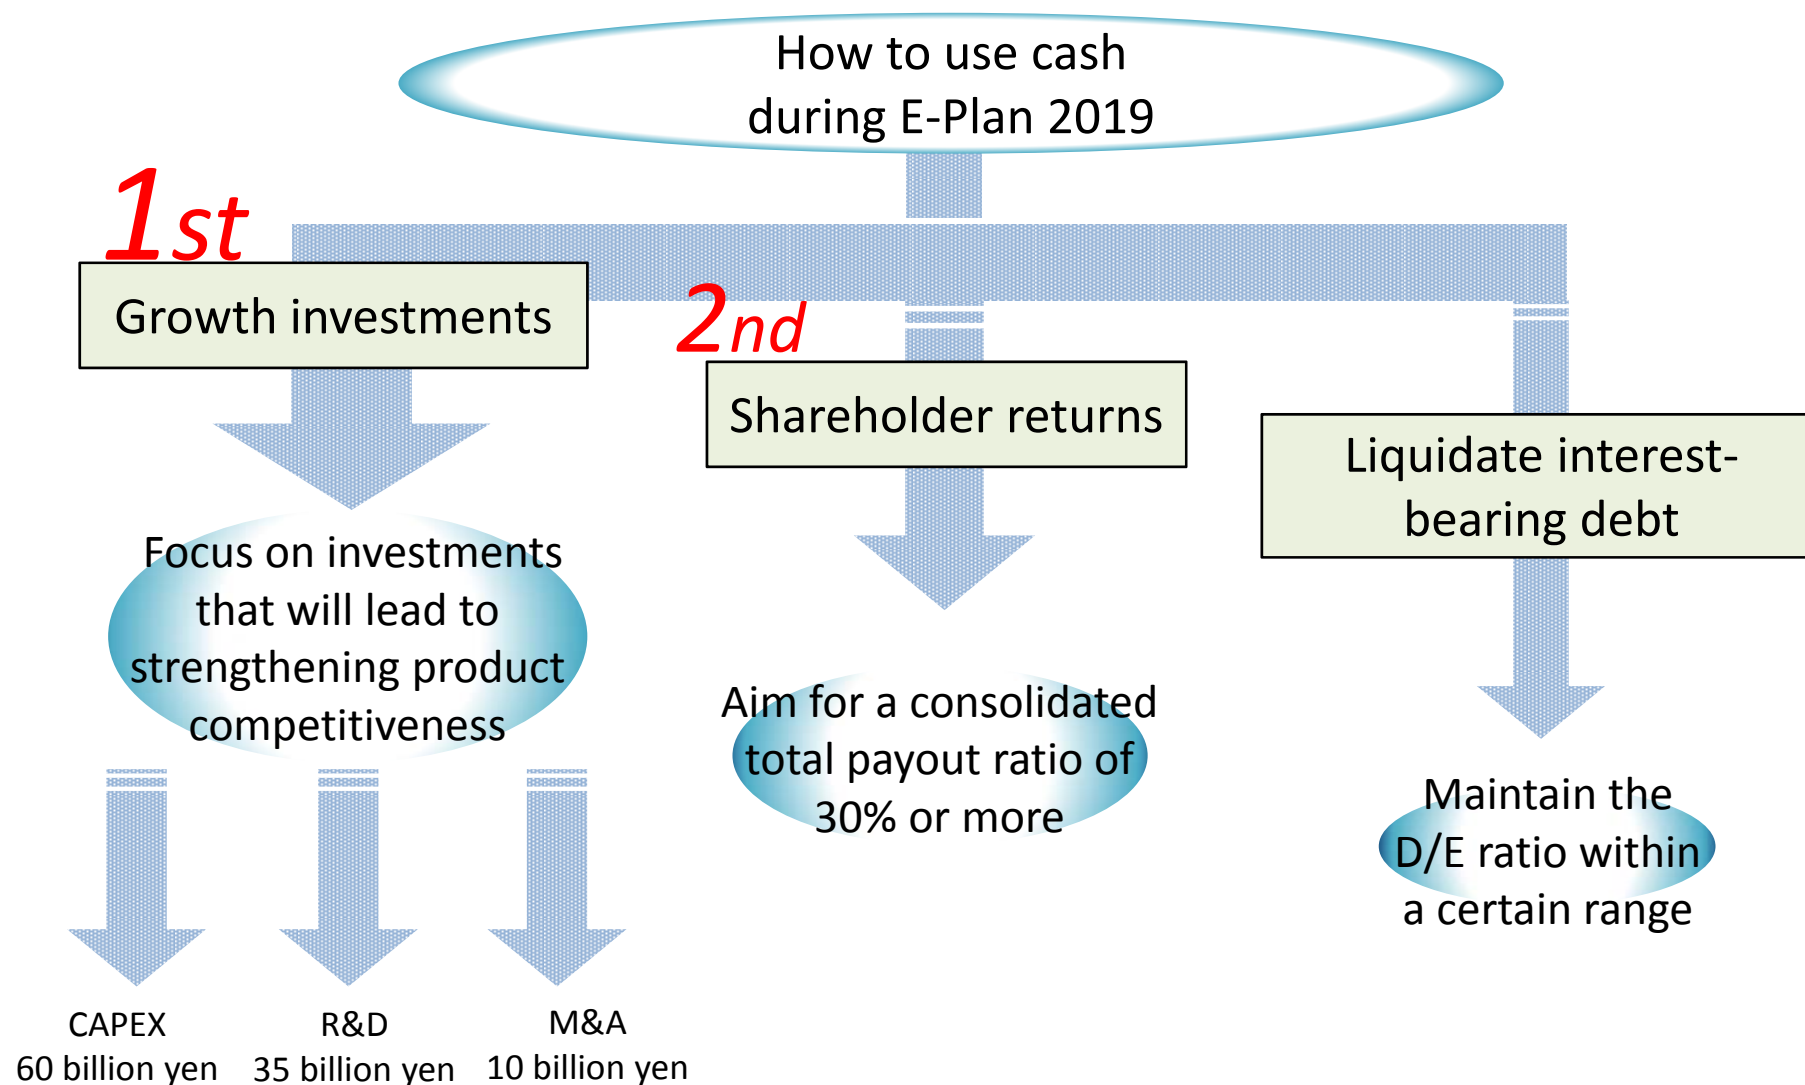 How to use cash
during E-Plan 2019
1st
Growth investments
2nd
Shareholder returns
Liquidate interest-
bearing debt
Focus on investments
that will lead to
strengthening product
competitiveness
Aim for a consolidated
total payout ratio of
30% or more
Maintain the
D/E ratio within
a certain range
CAPEX
60 billion yen
R&D
35 billion yen
M&A
10 billion yen